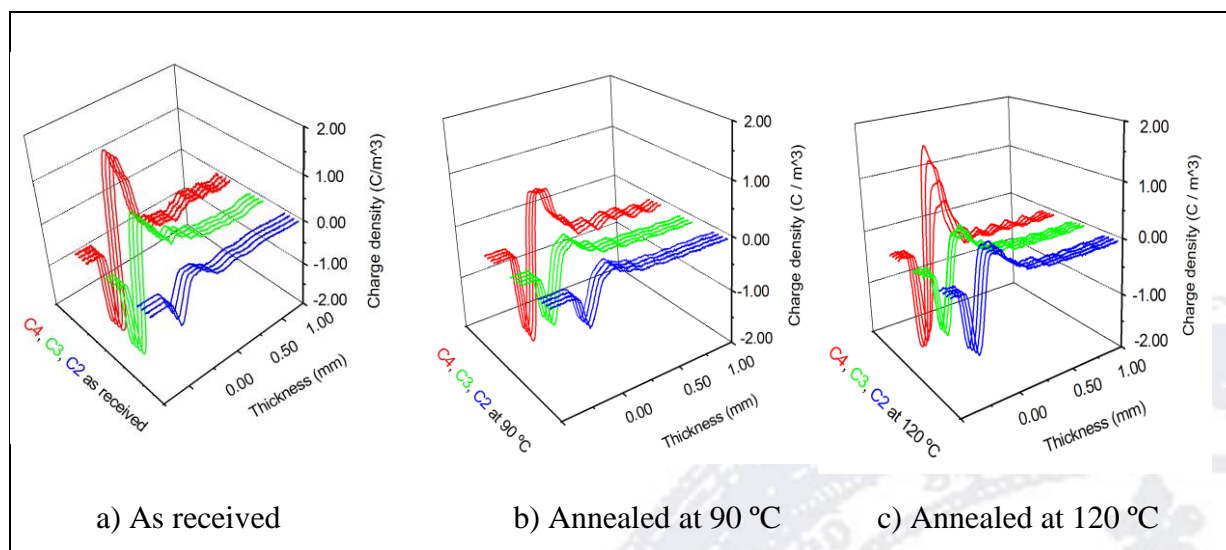 2.00
1.00
0.00
-1.00
-2.00
Charge density (C/m^3)
1.00
0.50
0.00
Thickness (mm)
C4, C3, C2 as received
a) As received
2.00
1.00
0.00
-1.00
-2.00
Charge density (C / m^3)
1.00
0.50
0.00
Thickness (mm)
C4, C3, C2 at 90 ºC
b) Annealed at 90 ºC
2.00
1.00
0.00
-1.00
-2.00
Charge density (C / m^3)
1.00
0.50
0.00
Thickness (mm)
C4, C3, C2 at 120 ºC
c) Annealed at 120 ºC